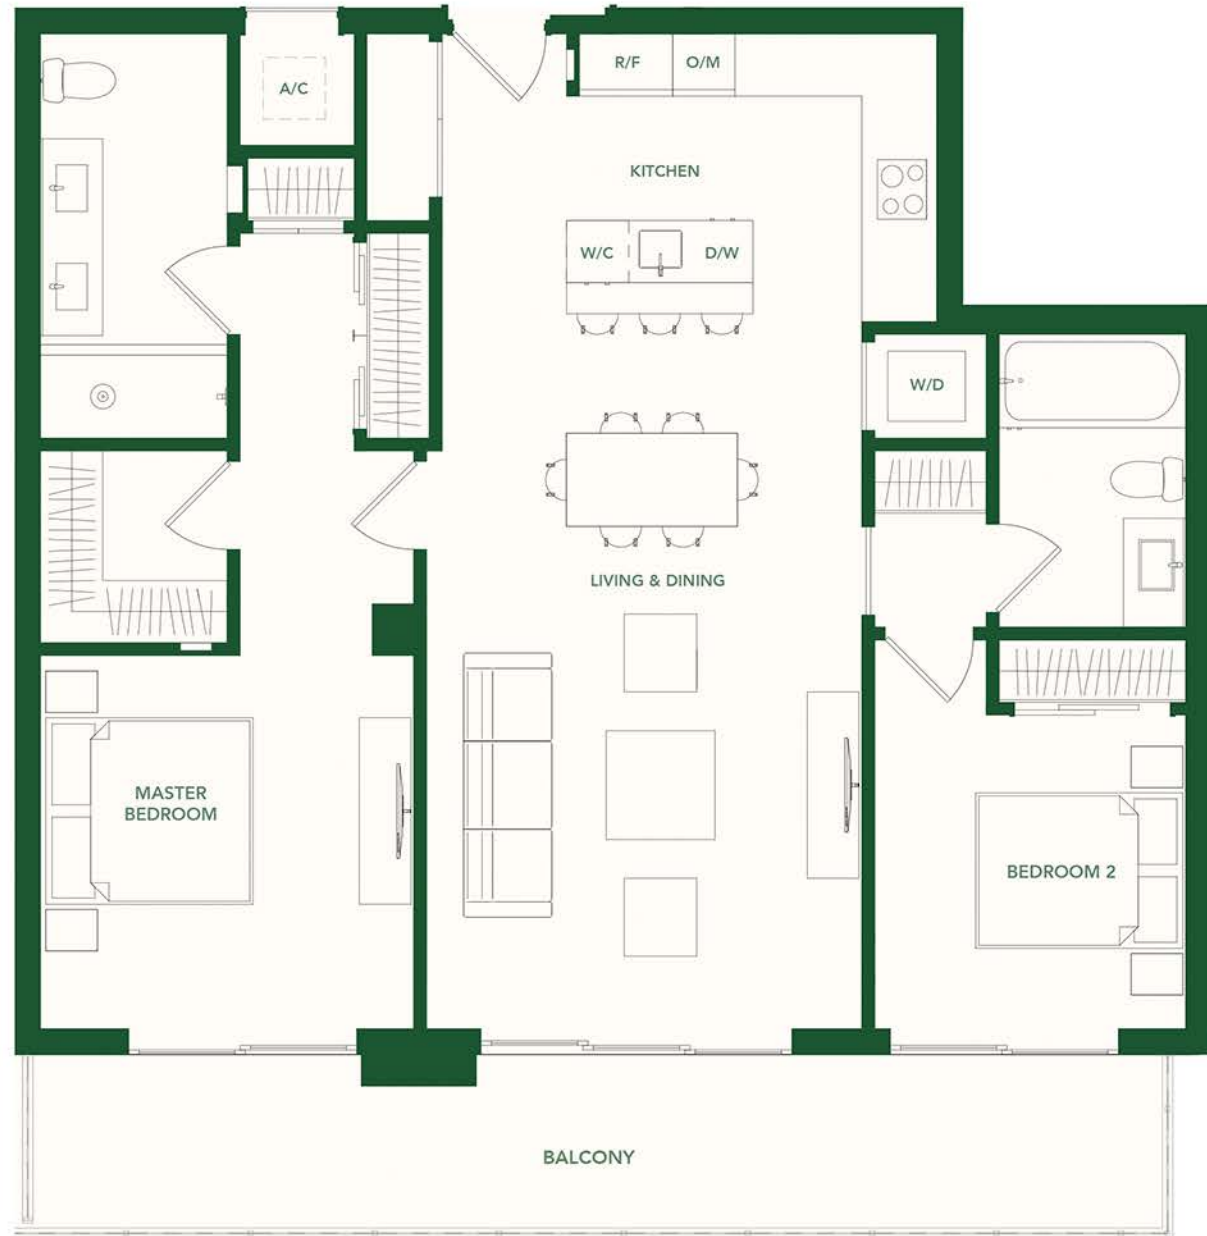 R/F
O/M
A/C
KITCHEN
W/C
D/W
W/D
LIVING & DINING
MASTER
BEDROOM
BEDROOM 2
BALCONY